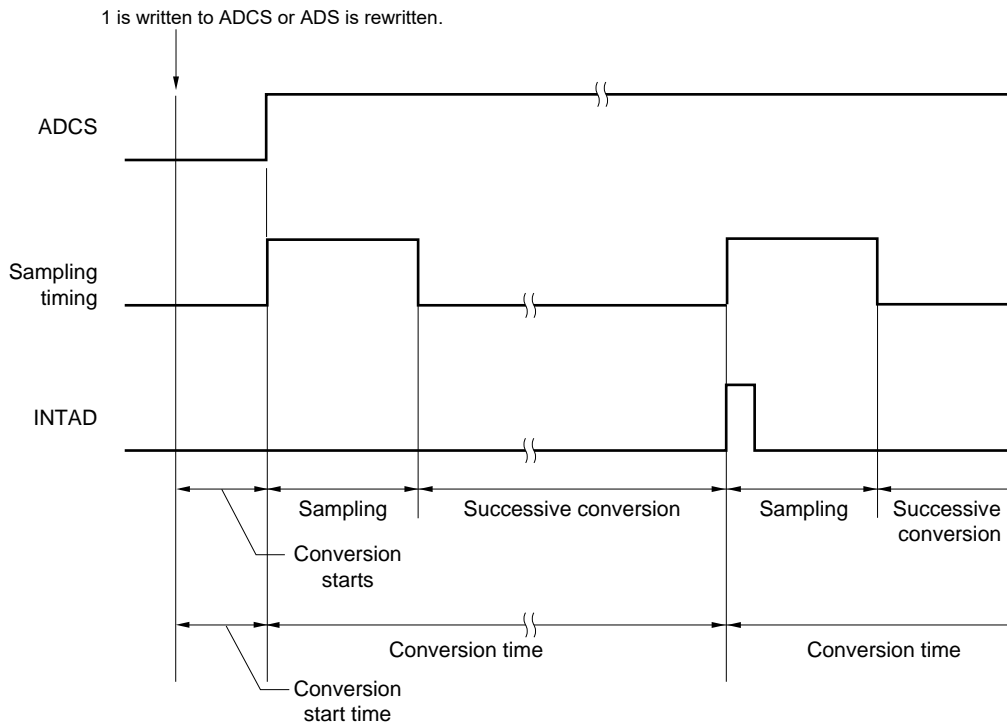 1 is written to ADCS or ADS is rewritten.
ADCS
Sampling
timing
INTAD
Sampling
Successive conversion
Sampling
Successive
conversion
Conversion
starts
Conversion time
Conversion time
Conversion
start time